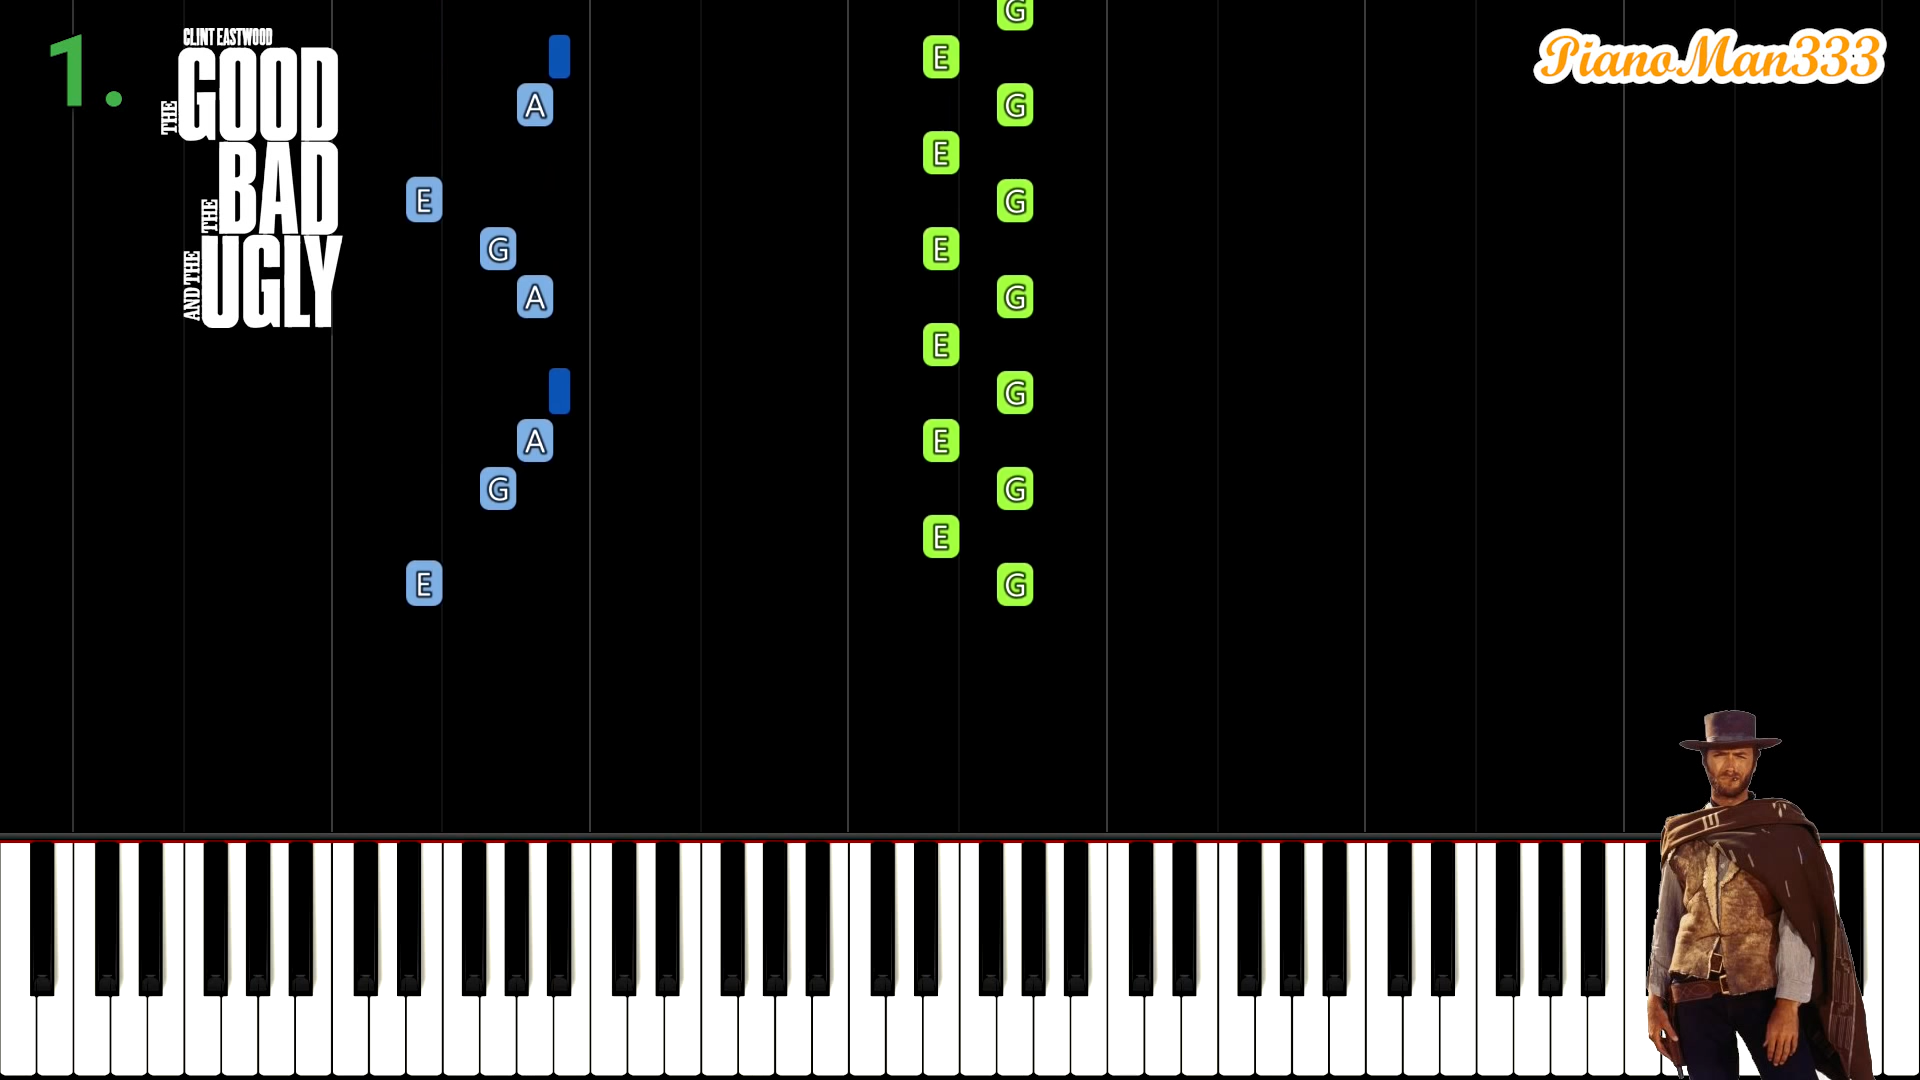 1.
CLINT EASTWOOD
THE GOOD
THE BAD
AND THE UGLY
PianoMan333
G
E
A G
E
E G
G E
A G
E
G
A E
G G
E
E G